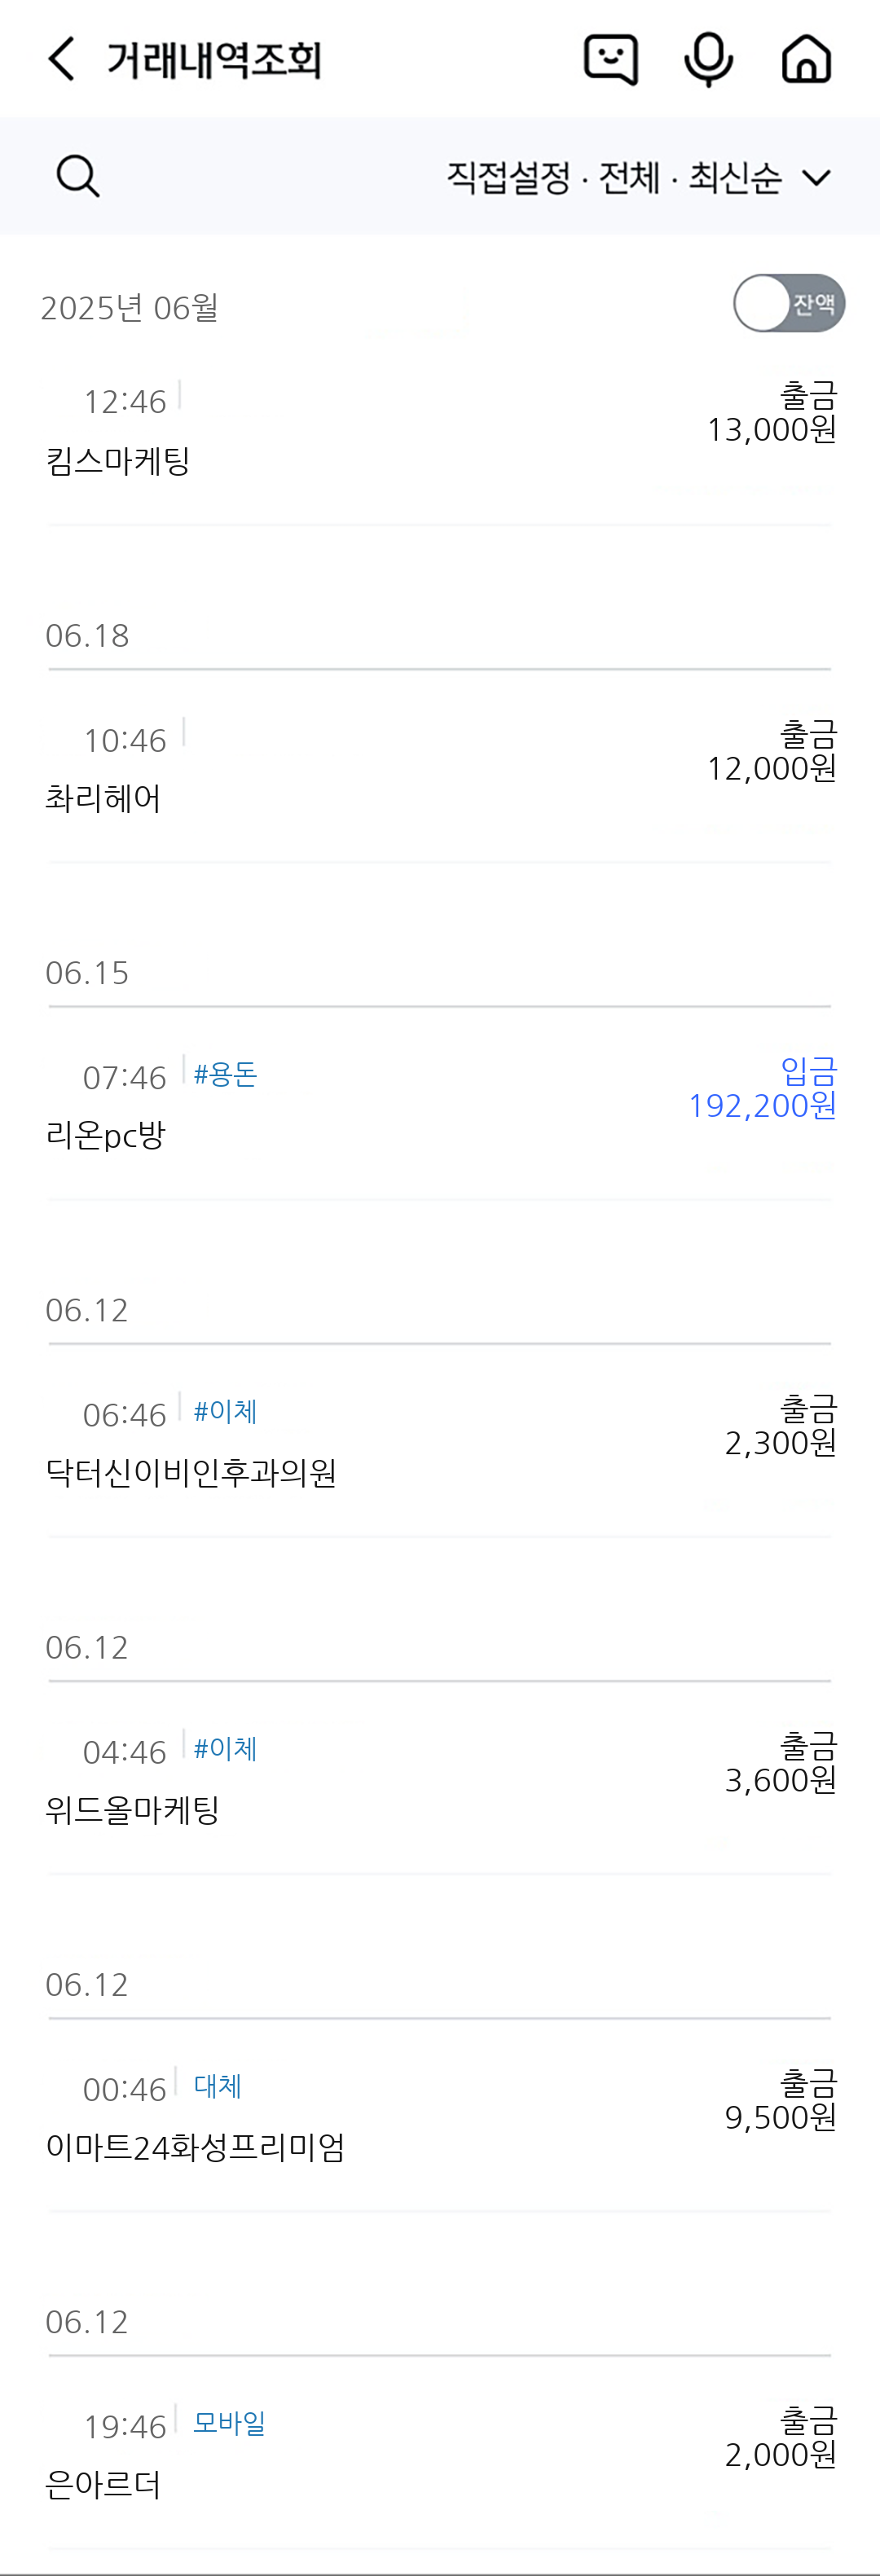 거래내역조회
직접설정 · 전체 · 최신순
2025년 06월
잔액
12:46
출금
킴스마케팅
13,000원
06.18
10:46
출금
촤리헤어
12,000원
06.15
07:46 #용돈
입금
리온pc방
192,200원
06.12
06:46 #이체
출금
닥터신이비인후과의원
2,300원
06.12
04:46 #이체
출금
위드올마케팅
3,600원
06.12
00:46 대체
출금
이마트24화성프리미엄
9,500원
06.12
19:46 모바일
출금
은아르더
2,000원